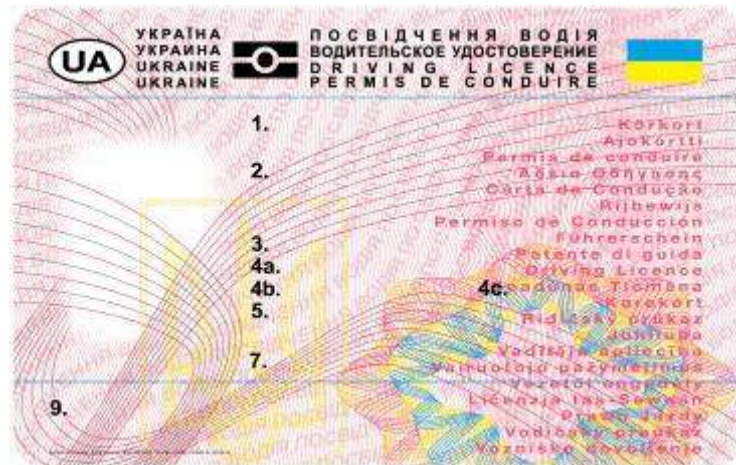 UA
УКРАЇНА
УКРАИНА
UKRAINE
UKRAINE
ПОСВІДЧЕННЯ ВОДІЯ
ВОДИТЕЛЬСКОЕ УДОСТОВЕРЕНИЕ
DRIVING LICENCE
PERMIS DE CONDUIRE
1.
2.
3.
4a.
4b.
4c.
5.
7.
9.
Körkort
Ajokortti
Permis de conduire
Carta de Condução
Rijbewijs
Permiso de Conducción
Führerschein
Patente di guida
Driving Licence
Tiomána
Korekort
Řidičský průkaz
Juhiluba
Vadītāja apliecība
Vairuotojo pažymėjimas
Vezetői engedély
Liċenzja tas-Sewqan
Prawo Jazdy
Vodičský preukaz
Vozniško dovoljenje